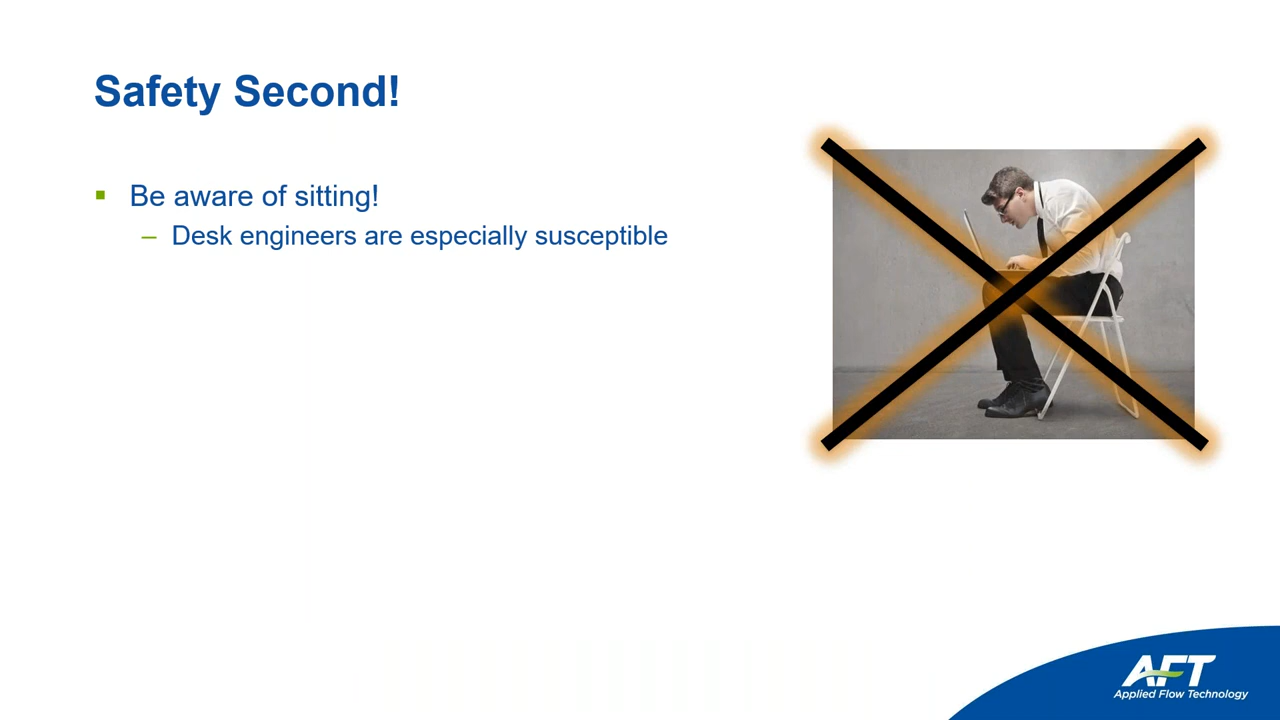 Safety Second!
Be aware of sitting!
– Desk engineers are especially susceptible
AFT
Applied Flow Technology